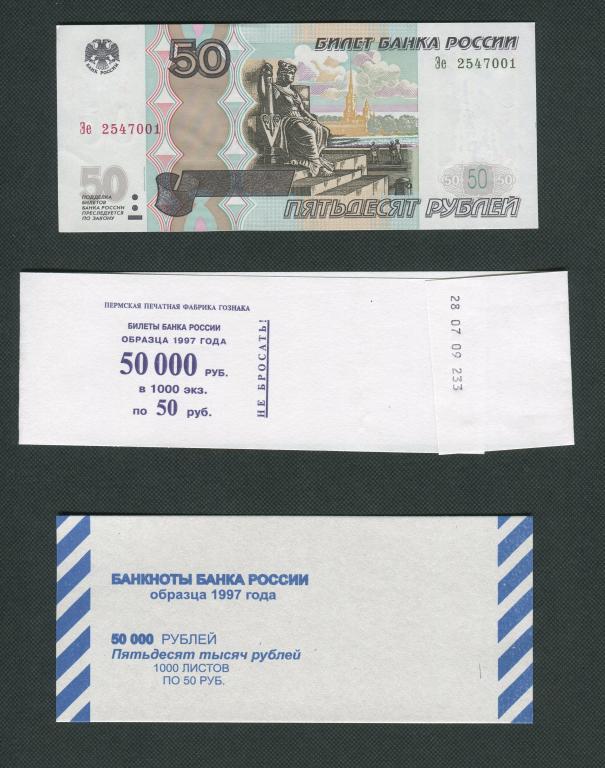 50
БИЛЕТ БАНКА РОССИИ
БАНК РОССИИ
Зе 2547001
Зе 2547001
50
50
50
50
ПОДДЕЛКА
БИЛЕТОВ
БАНКА РОССИИ
ПРЕСЛЕДУЕТСЯ
ПО ЗАКОНУ
ПЯТЬДЕСЯТ РУБЛЕЙ
ПЕРМСКАЯ ПЕЧАТНАЯ ФАБРИКА ГОЗНАКА
БИЛЕТЫ БАНКА РОССИИ
ОБРАЗЦА 1997 ГОДА
50 000 РУБ.
в 1000 экз.
по 50 руб.
НЕ БРОСАТЬ!
28 07 09 233
БАНКНОТЫ БАНКА РОССИИ
образца 1997 года
50 000 РУБЛЕЙ
Пятьдесят тысяч рублей
1000 ЛИСТОВ
ПО 50 РУБ.